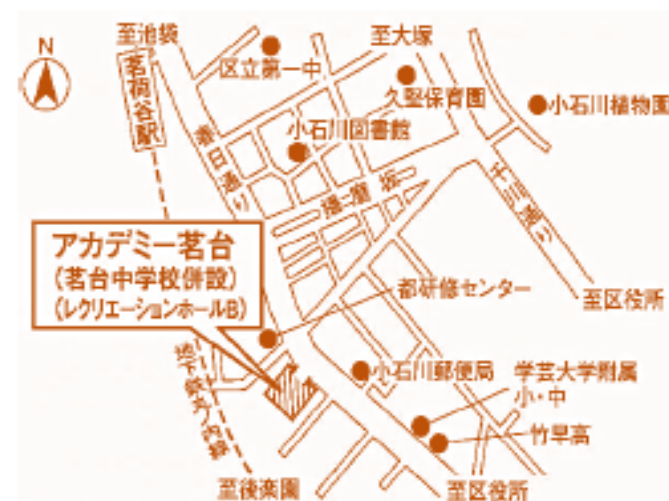 N
至池袋
茗荷谷駅
区立第一中
至大塚
久堅保育園
小石川植物園
小石川図書館
春日通り
播磨坂
千川通り
アカデミー茗台
(茗台中学校併設)
(レクリエーションホールB)
都研修センター
至区役所
地下鉄丸ノ内線
小石川郵便局
学芸大学附属
小・中
竹早高
至後楽園
至区役所